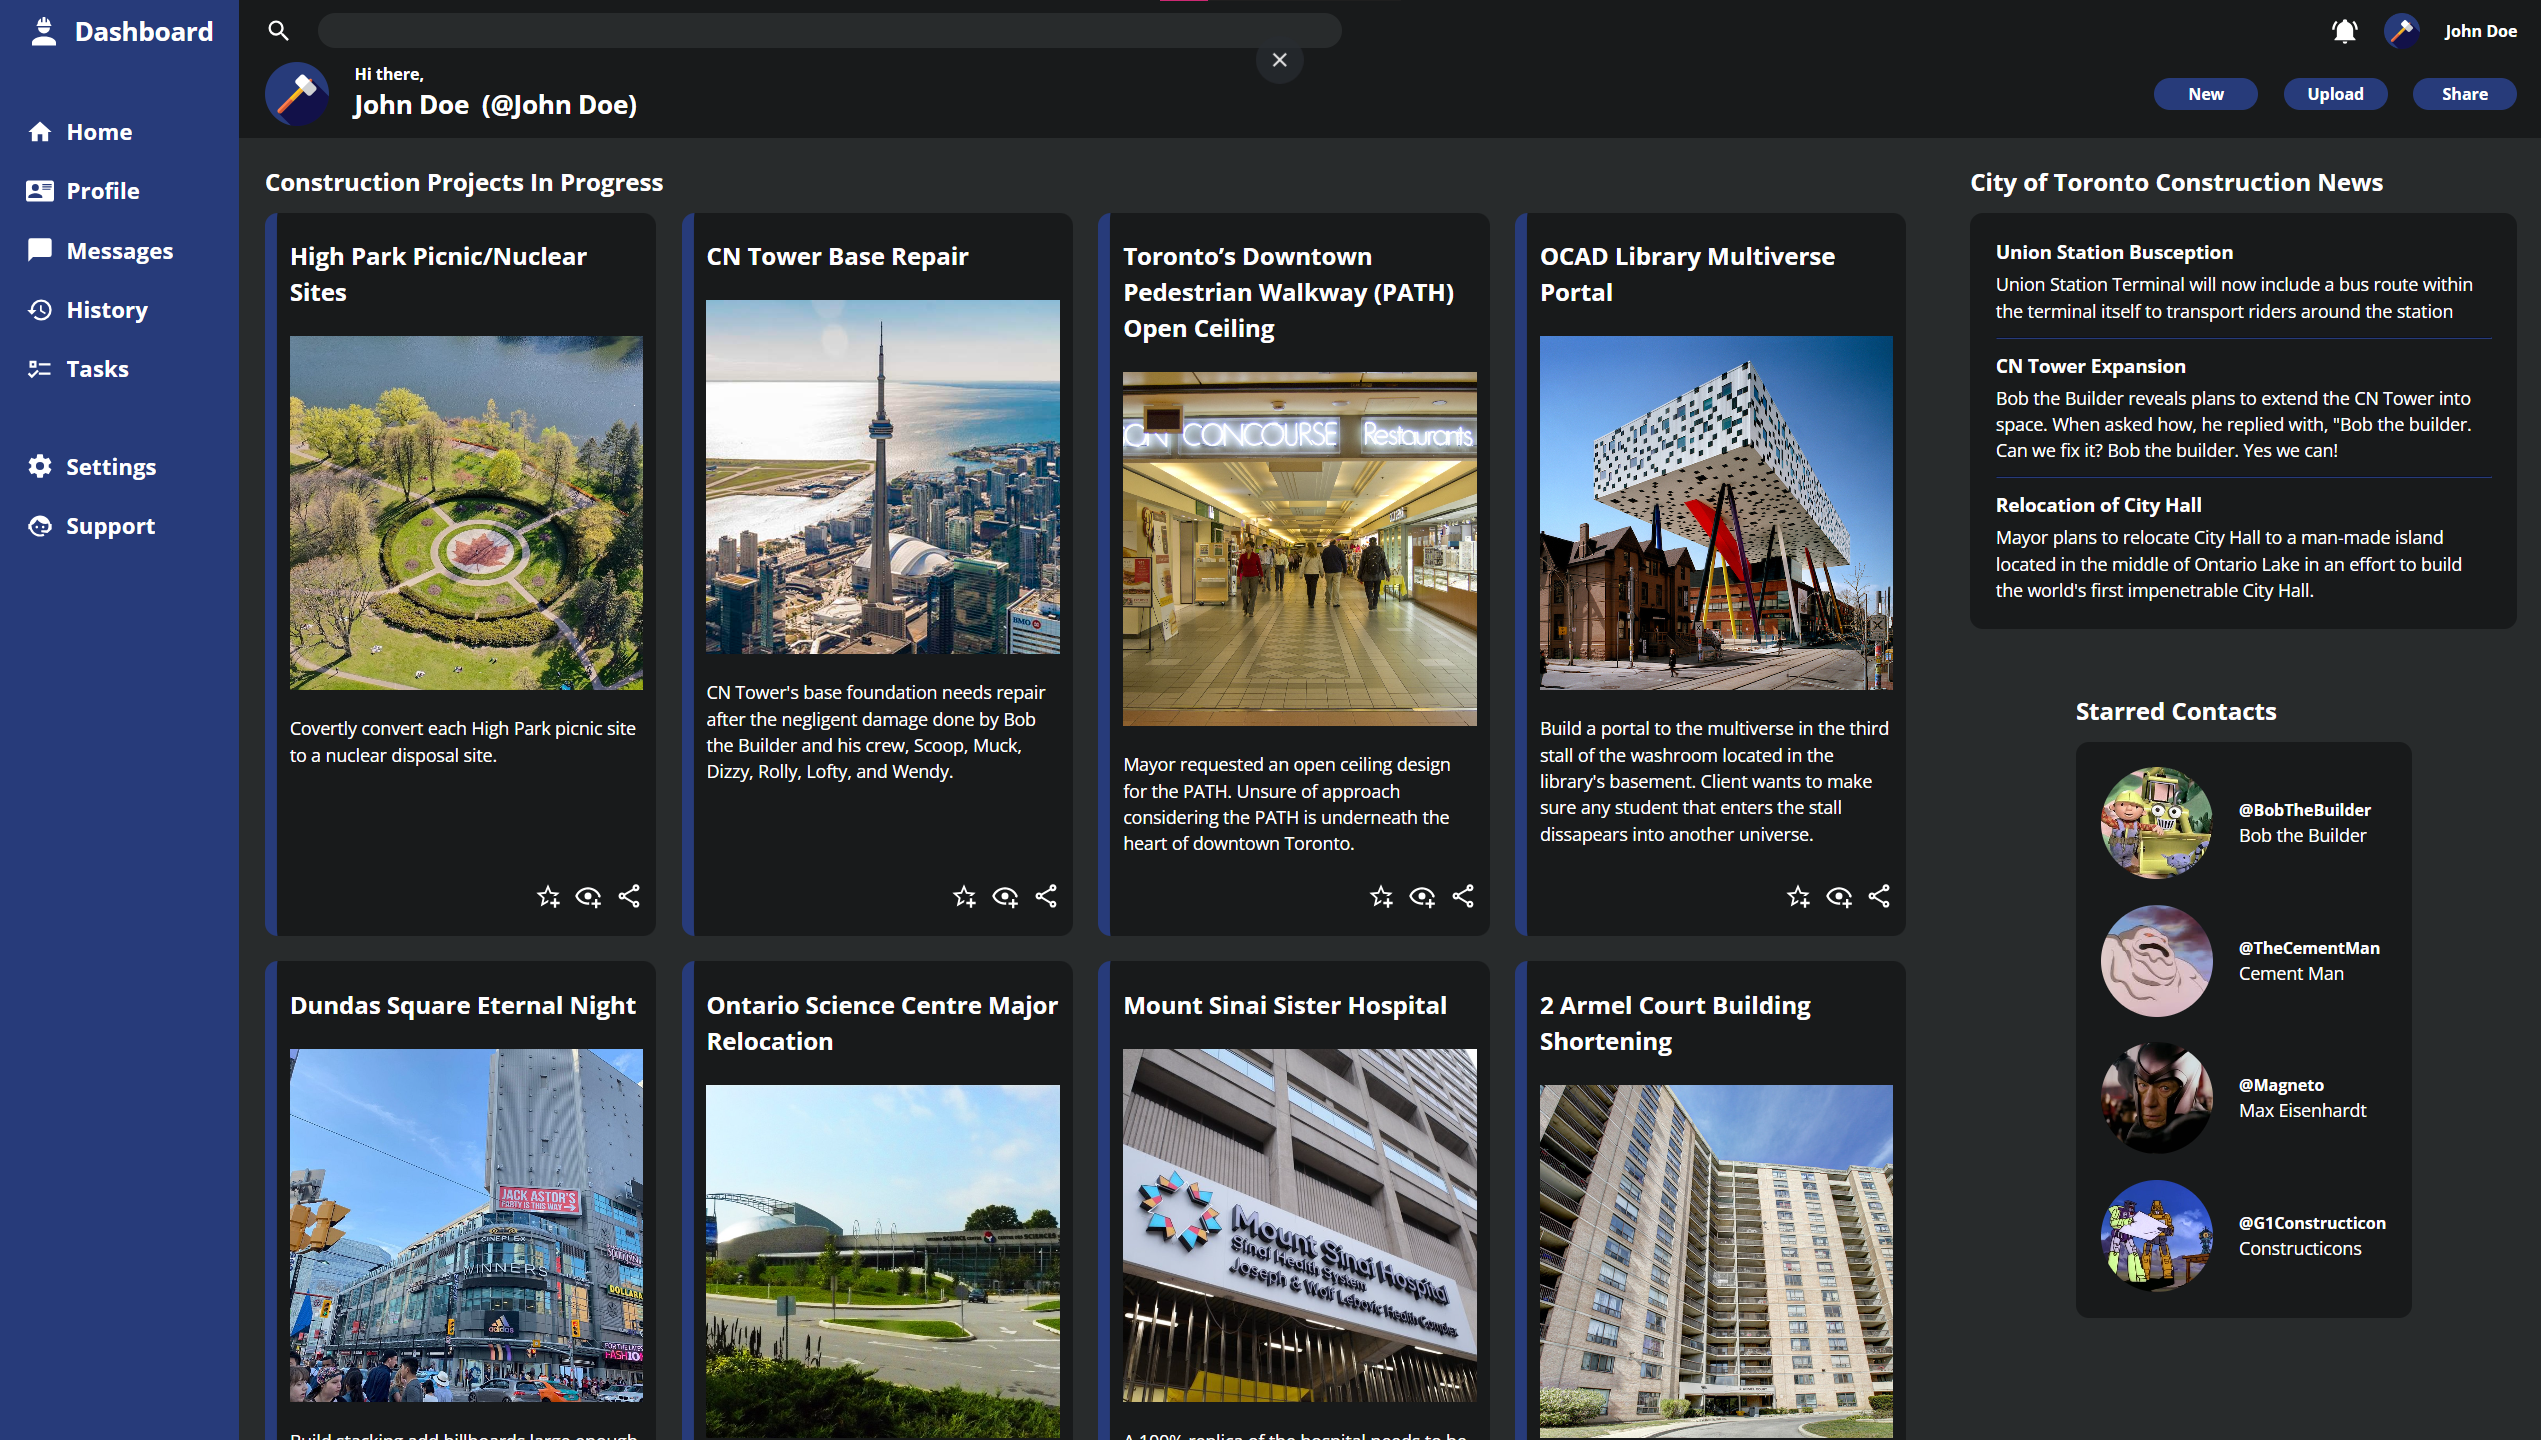 Dashboard
Home
Profile
Messages
History
Tasks
Settings
Support
John Doe
Hi there,
John Doe (@John Doe)
New
Upload
Share
Construction Projects In Progress
High Park Picnic/Nuclear
Sites
Covertly convert each High Park picnic site
to a nuclear disposal site.
CN Tower Base Repair
BMO
CN Tower's base foundation needs repair
after the negligent damage done by Bob
the Builder and his crew, Scoop, Muck,
Dizzy, Rolly, Lofty, and Wendy.
Toronto’s Downtown
Pedestrian Walkway (PATH)
Open Ceiling
CONCOURSE Restaurants
Mayor requested an open ceiling design
for the PATH. Unsure of approach
considering the PATH is underneath the
heart of downtown Toronto.
OCAD Library Multiverse
Portal
Build a portal to the multiverse in the third
stall of the washroom located in the
library's basement. Client wants to make
sure any student that enters the stall
dissapears into another universe.
Dundas Square Eternal Night
JACK ASTOR'S
PARTY IS THIS WAY
CINEPLEX
WINNERS
adidas
DOLLARA
FOR THE LIVES
FASHIO
Build stacking add billboards large enough
Ontario Science Centre Major
Relocation
Mount Sinai Sister Hospital
Mount Sinai Hospital
Sinai Health System
Joseph & Wolf Lebovic Health Complex
A 100% replica of the hospital needs to be
2 Armel Court Building
Shortening
City of Toronto Construction News
Union Station Busception
Union Station Terminal will now include a bus route within
the terminal itself to transport riders around the station
CN Tower Expansion
Bob the Builder reveals plans to extend the CN Tower into
space. When asked how, he replied with, "Bob the builder.
Can we fix it? Bob the builder. Yes we can!
Relocation of City Hall
Mayor plans to relocate City Hall to a man-made island
located in the middle of Ontario Lake in an effort to build
the world's first impenetrable City Hall.
Starred Contacts
@BobTheBuilder
Bob the Builder
@TheCementMan
Cement Man
@Magneto
Max Eisenhardt
@G1Constructicon
Constructicons